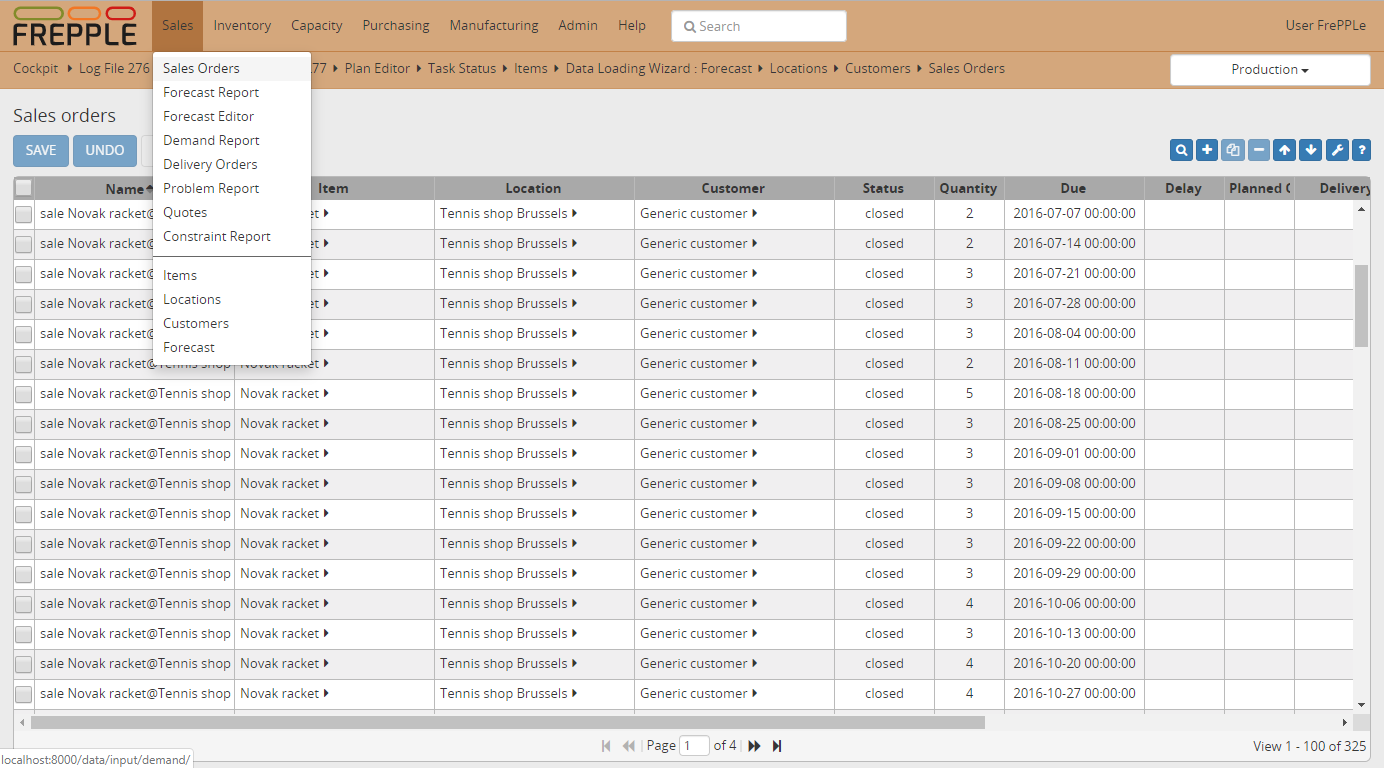 FREPPLE Sales Inventory Capacity Purchasing Manufacturing Admin Help Search User FrePPLe
Cockpit Log File 276 77 Plan Editor Task Status Items Data Loading Wizard : Forecast Locations Customers Sales Orders Production
Sales Orders
Forecast Report
Forecast Editor
Demand Report
Delivery Orders
Problem Report
Quotes
Constraint Report
Items
Locations
Customers
Forecast
Sales orders
SAVE UNDO
Name Item Location Customer Status Quantity Due Delay Planned Delivery
sale Novak racket@ Tennis shop Brussels Generic customer closed 2 2016-07-07 00:00:00
sale Novak racket@ Tennis shop Brussels Generic customer closed 2 2016-07-14 00:00:00
sale Novak racket@ Tennis shop Brussels Generic customer closed 3 2016-07-21 00:00:00
sale Novak racket@ Tennis shop Brussels Generic customer closed 3 2016-07-28 00:00:00
sale Novak racket@ Tennis shop Brussels Generic customer closed 3 2016-08-04 00:00:00
sale Novak racket@Tennis shop Novak racket Tennis shop Brussels Generic customer closed 2 2016-08-11 00:00:00
sale Novak racket@Tennis shop Novak racket Tennis shop Brussels Generic customer closed 5 2016-08-18 00:00:00
sale Novak racket@Tennis shop Novak racket Tennis shop Brussels Generic customer closed 3 2016-08-25 00:00:00
sale Novak racket@Tennis shop Novak racket Tennis shop Brussels Generic customer closed 3 2016-09-01 00:00:00
sale Novak racket@Tennis shop Novak racket Tennis shop Brussels Generic customer closed 3 2016-09-08 00:00:00
sale Novak racket@Tennis shop Novak racket Tennis shop Brussels Generic customer closed 3 2016-09-15 00:00:00
sale Novak racket@Tennis shop Novak racket Tennis shop Brussels Generic customer closed 3 2016-09-22 00:00:00
sale Novak racket@Tennis shop Novak racket Tennis shop Brussels Generic customer closed 3 2016-09-29 00:00:00
sale Novak racket@Tennis shop Novak racket Tennis shop Brussels Generic customer closed 4 2016-10-06 00:00:00
sale Novak racket@Tennis shop Novak racket Tennis shop Brussels Generic customer closed 3 2016-10-13 00:00:00
sale Novak racket@Tennis shop Novak racket Tennis shop Brussels Generic customer closed 4 2016-10-20 00:00:00
sale Novak racket@Tennis shop Novak racket Tennis shop Brussels Generic customer closed 4 2016-10-27 00:00:00
Page 1 of 4 View 1 - 100 of 325
localhost:8000/data/input/demand/